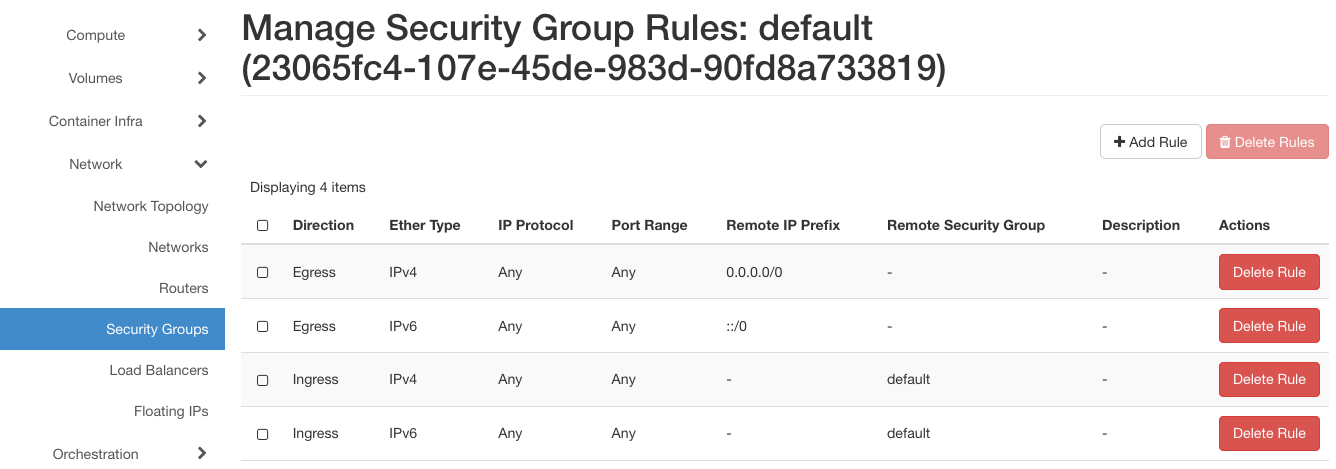 Compute
Volumes
Container Infra
Network
Network Topology
Networks
Routers
Security Groups
Load Balancers
Floating IPs
Orchestration
Manage Security Group Rules: default
(23065fc4-107e-45de-983d-90fd8a733819)
Add Rule Delete Rules
Displaying 4 items
Direction Ether Type IP Protocol Port Range Remote IP Prefix Remote Security Group Description Actions
Egress IPv4 Any Any 0.0.0.0/0 - - Delete Rule
Egress IPv6 Any Any ::/0 - - Delete Rule
Ingress IPv4 Any Any - default - Delete Rule
Ingress IPv6 Any Any - default - Delete Rule